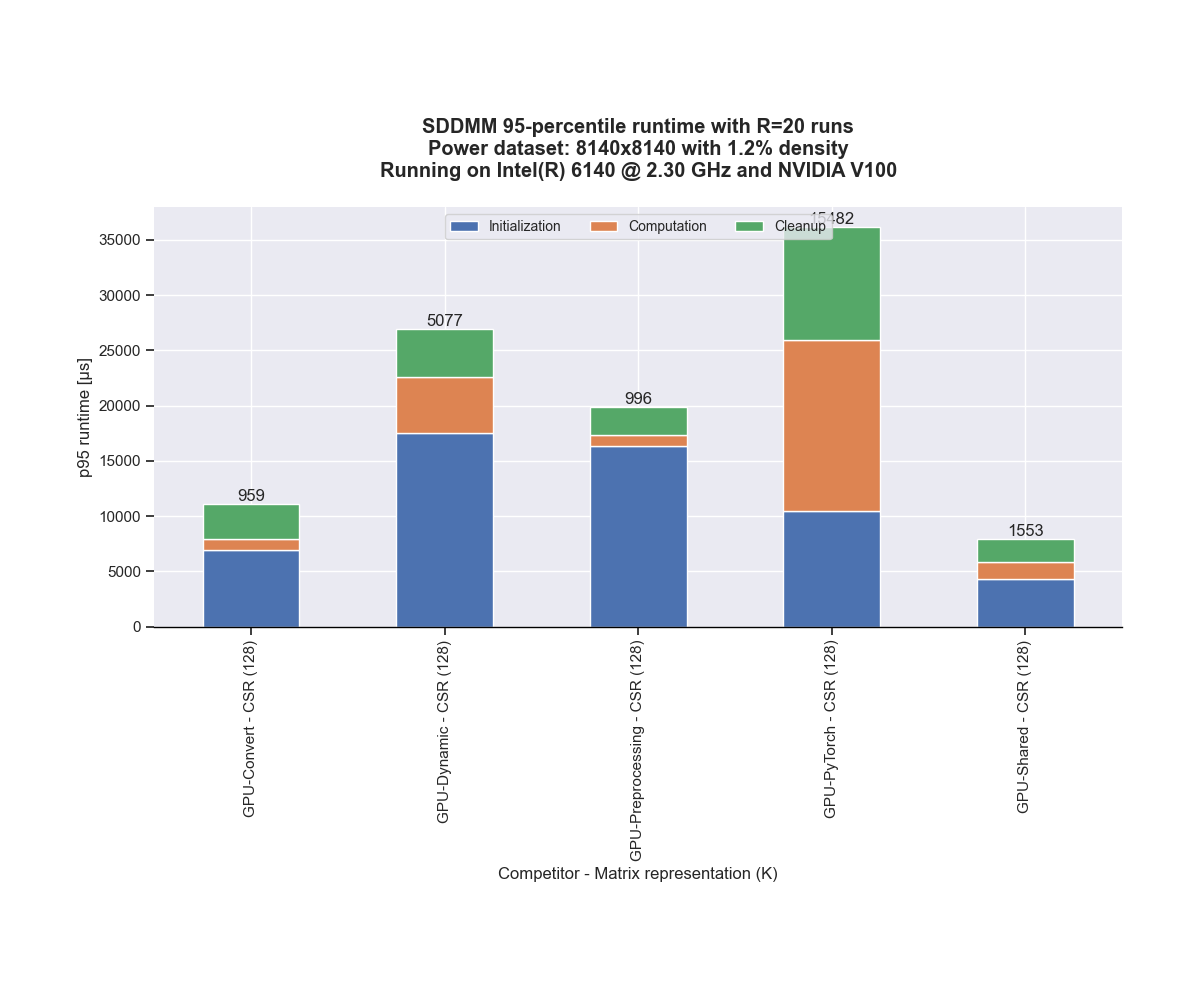 SDDMM 95-percentile runtime with R=20 runs
Power dataset: 8140x8140 with 1.2% density
Running on Intel(R) 6140 @ 2.30 GHz and NVIDIA V100
Initialization Computation Cleanup
15482
5077
996
959
1553
p95 runtime [µs]
35000
30000
25000
20000
15000
10000
5000
0
GPU-Convert - CSR (128)
GPU-Dynamic - CSR (128)
GPU-Preprocessing - CSR (128)
GPU-PyTorch - CSR (128)
GPU-Shared - CSR (128)
Competitor - Matrix representation (K)